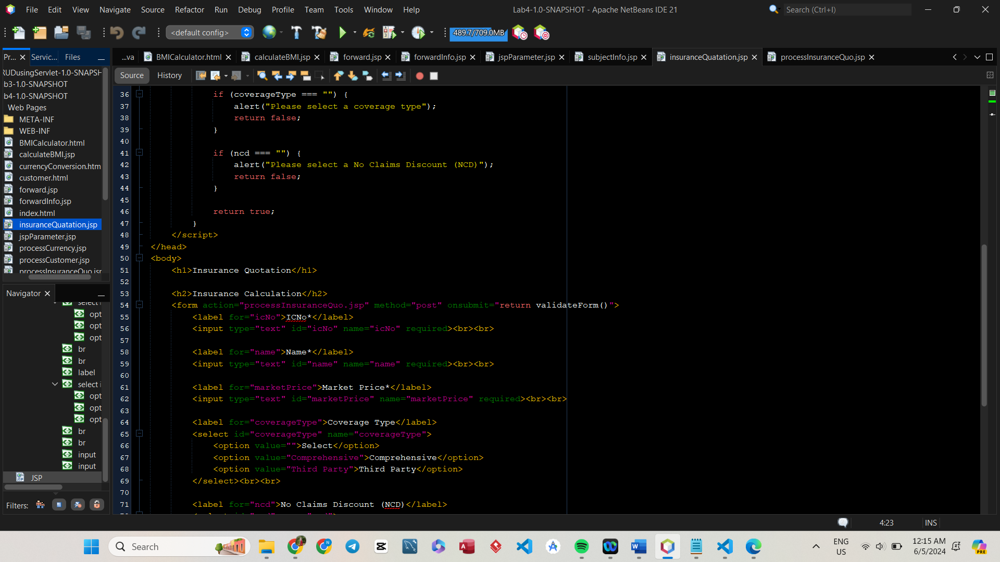 File Edit View Navigate Source Refactor Run Debug Profile Team Tools Window Help
Lab4-1.0-SNAPSHOT - Apache NetBeans IDE 21
Search (Ctrl+I)
<default config>
489.7/709.0MB
Pr... Servic... Files
...va BMICalculator.html calculateBMI.jsp forward.jsp forwardInfo.jsp jspParameter.jsp subjectInfo.jsp insuranceQuatation.jsp processInsuranceQuo.jsp
Source History
RUDusingServlet-1.0-SNAPSH
b3-1.0-SNAPSHOT
b4-1.0-SNAPSHOT
Web Pages
META-INF
WEB-INF
BMICalculator.html
calculateBMI.jsp
currencyConversion.htm
customer.html
forward.jsp
forwardInfo.jsp
index.html
insuranceQuatation.jsp
jspParameter.jsp
processCurrency.jsp
processCustomer.jsp
processInsuranceQuo.jsp
Navigator
select i
opt
opt
opt
br
br
label
select i
opt
opt
opt
br
br
input
input
JSP
Filters:
36 if (coverageType === "") {
37 alert("Please select a coverage type");
38 return false;
39 }
40
41 if (ncd === "") {
42 alert("Please select a No Claims Discount (NCD)");
43 return false;
44 }
45
46 return true;
47 }
48 </script>
49 </head>
50 <body>
51 <h1>Insurance Quotation</h1>
52
53 <h2>Insurance Calculation</h2>
54 <form action="processInsuranceQuo.jsp" method="post" onsubmit="return validateForm()">
55 <label for="icNo">ICNo*</label>
56 <input type="text" id="icNo" name="icNo" required><br><br>
57
58 <label for="name">Name*</label>
59 <input type="text" id="name" name="name" required><br><br>
60
61 <label for="marketPrice">Market Price*</label>
62 <input type="text" id="marketPrice" name="marketPrice" required><br><br>
63
64 <label for="coverageType">Coverage Type</label>
65 <select id="coverageType" name="coverageType">
66 <option value="">Select</option>
67 <option value="Comprehensive">Comprehensive</option>
68 <option value="Third Party">Third Party</option>
69 </select><br><br>
70
71 <label for="ncd">No Claims Discount (NCD)</label>
4:23 INS
Search
ENG
US
12:15 AM
6/5/2024
PRE